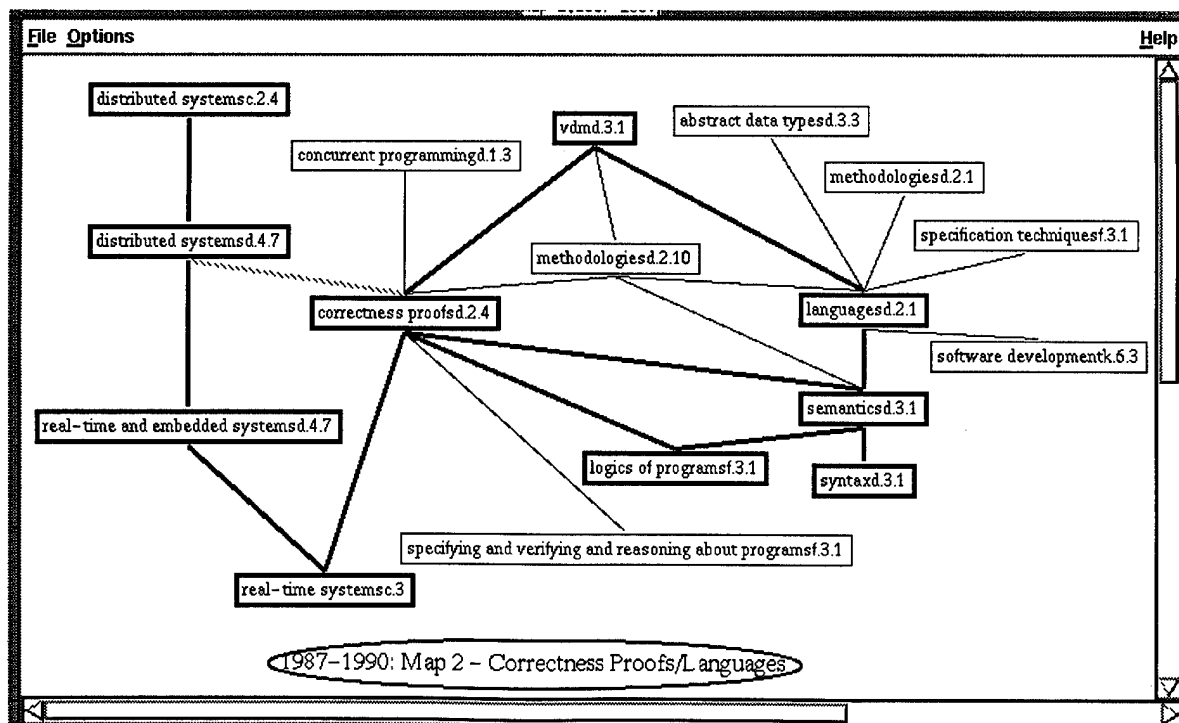 File Options
Help
distributed systemsc.2.4
vdmd.3.1
abstract data typesd.3.3
concurrent programmingd.1.3
methodologiesd.2.1
distributed systemsd.4.7
specification techniquesf.3.1
methodologiesd.2.10
correctness proofsd.2.4
languagesd.2.1
software developmentk.6.3
real-time and embedded systemsd.4.7
semanticsd.3.1
logics of programsf.3.1
syntaxd.3.1
specifying and verifying and reasoning about programsf.3.1
real-time systemsc.3
1987-1990: Map 2 - Correctness Proofs/Languages